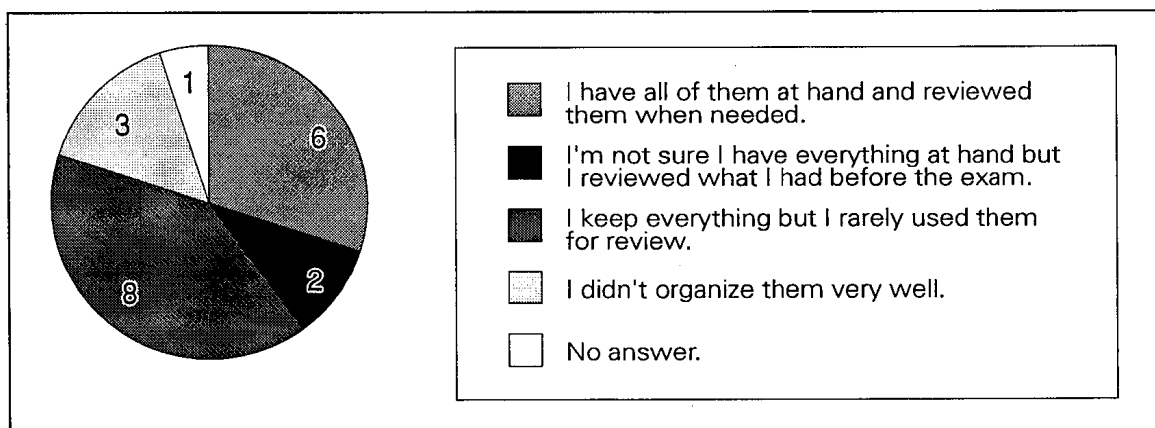 1
3
6
8
2
I have all of them at hand and reviewed
them when needed.
I'm not sure I have everything at hand but
I reviewed what I had before the exam.
I keep everything but I rarely used them
for review.
I didn't organize them very well.
No answer.